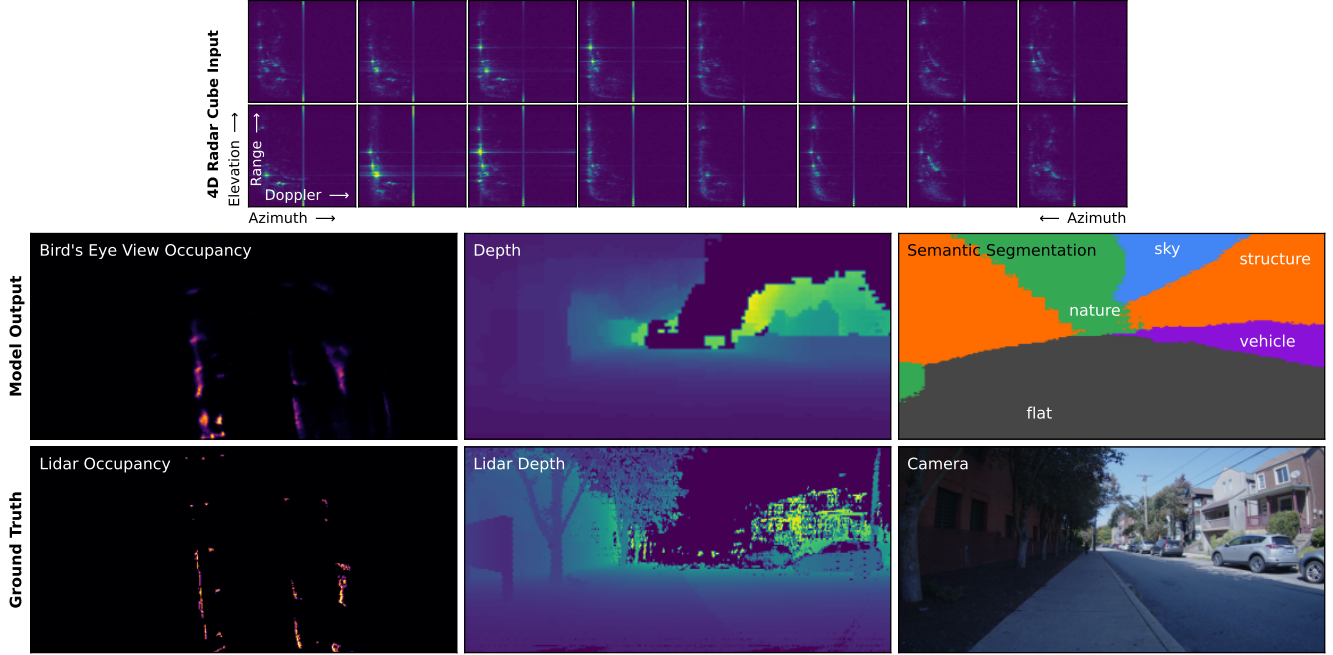 4D Radar Cube Input
Elevation ⟶
Range ⟶
Doppler ⟶
Azimuth ⟶
⟵ Azimuth
Model Output
Bird's Eye View Occupancy
Depth
Semantic Segmentation
sky
structure
nature
vehicle
flat
Ground Truth
Lidar Occupancy
Lidar Depth
Camera